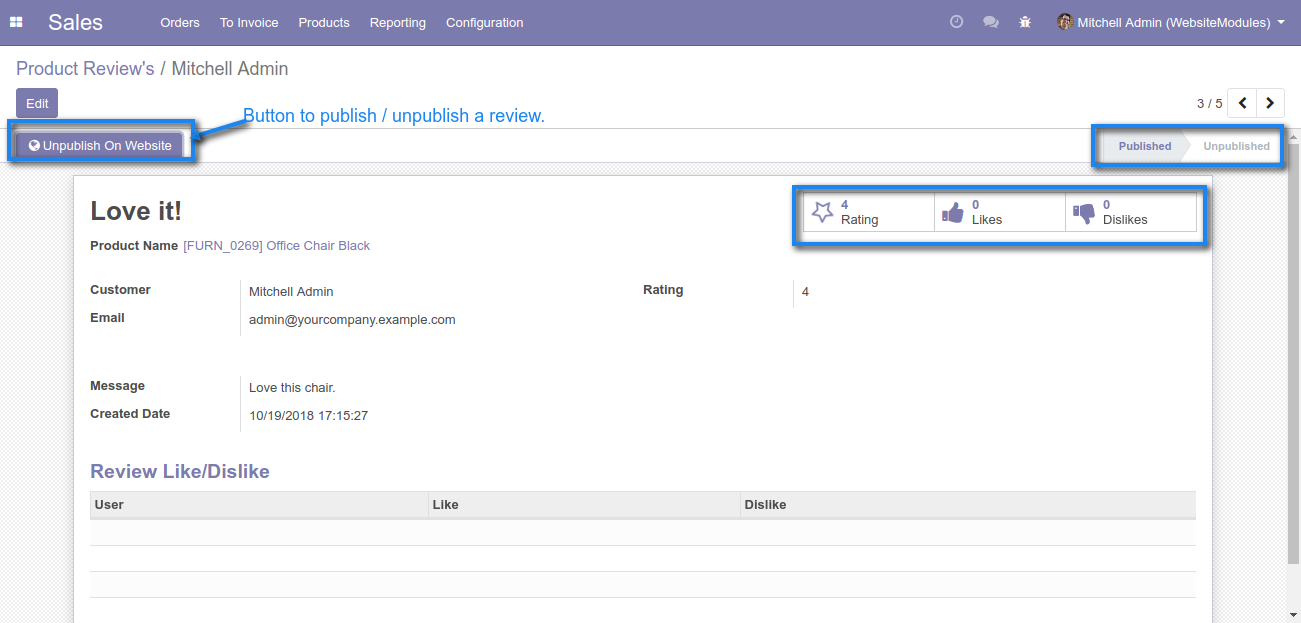 Sales Orders To Invoice Products Reporting Configuration Mitchell Admin (WebsiteModules)
Product Review's / Mitchell Admin
Edit 3 / 5
Button to publish / unpublish a review.
Unpublish On Website Published Unpublished
Love it!
4
Rating
0
Likes
0
Dislikes
Product Name [FURN_0269] Office Chair Black
Customer Mitchell Admin Rating 4
Email admin@yourcompany.example.com
Message Love this chair.
Created Date 10/19/2018 17:15:27
Review Like/Dislike
User Like Dislike